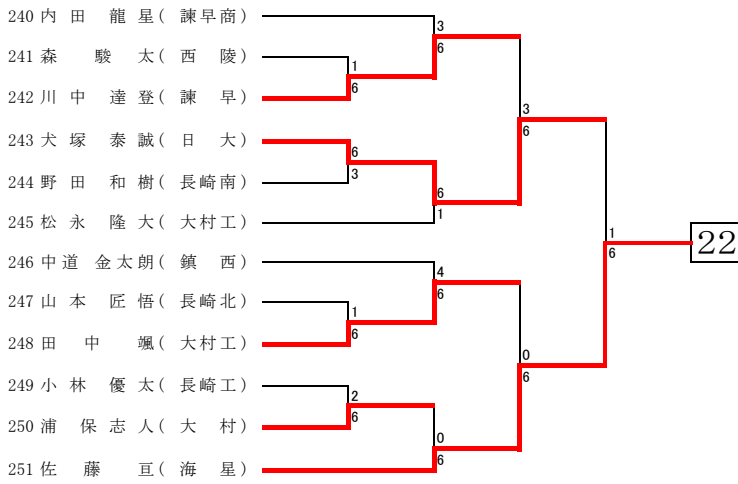 240 内 田 龍 星( 諫早商)
3
6
241 森 駿 太( 西 陵)
1
6
242 川 中 達 登( 諫 早)
3
6
243 犬 塚 泰 誠( 日 大)
6
3
244 野 田 和 樹( 長崎南)
6
1
245 松 永 隆 大( 大村工)
1
6
22
246 中道 金太朗( 鎮 西)
4
6
247 山 本 匠 悟( 長崎北)
1
6
248 田 中 颯( 大村工)
0
6
249 小 林 優 太( 長崎工)
2
6
250 浦 保 志 人( 大 村)
0
6
251 佐 藤 亘( 海 星)